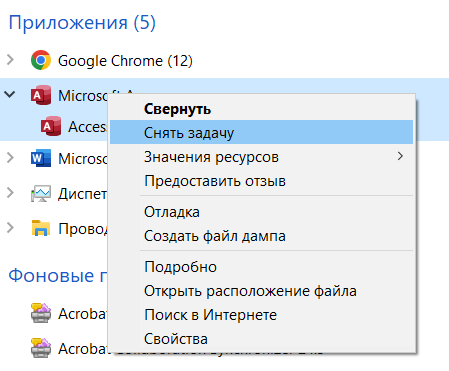 Приложения (5)
Google Chrome (12)
Microsoft A
Свернуть
Снять задачу
Access
Значения ресурсов
Microso
Предоставить отзыв
Диспет
Отладка
Провод
Создать файл дампа
Подробно
Фоновые п
Открыть расположение файла
Acrobat
Поиск в Интернете
Свойства
Acrobat